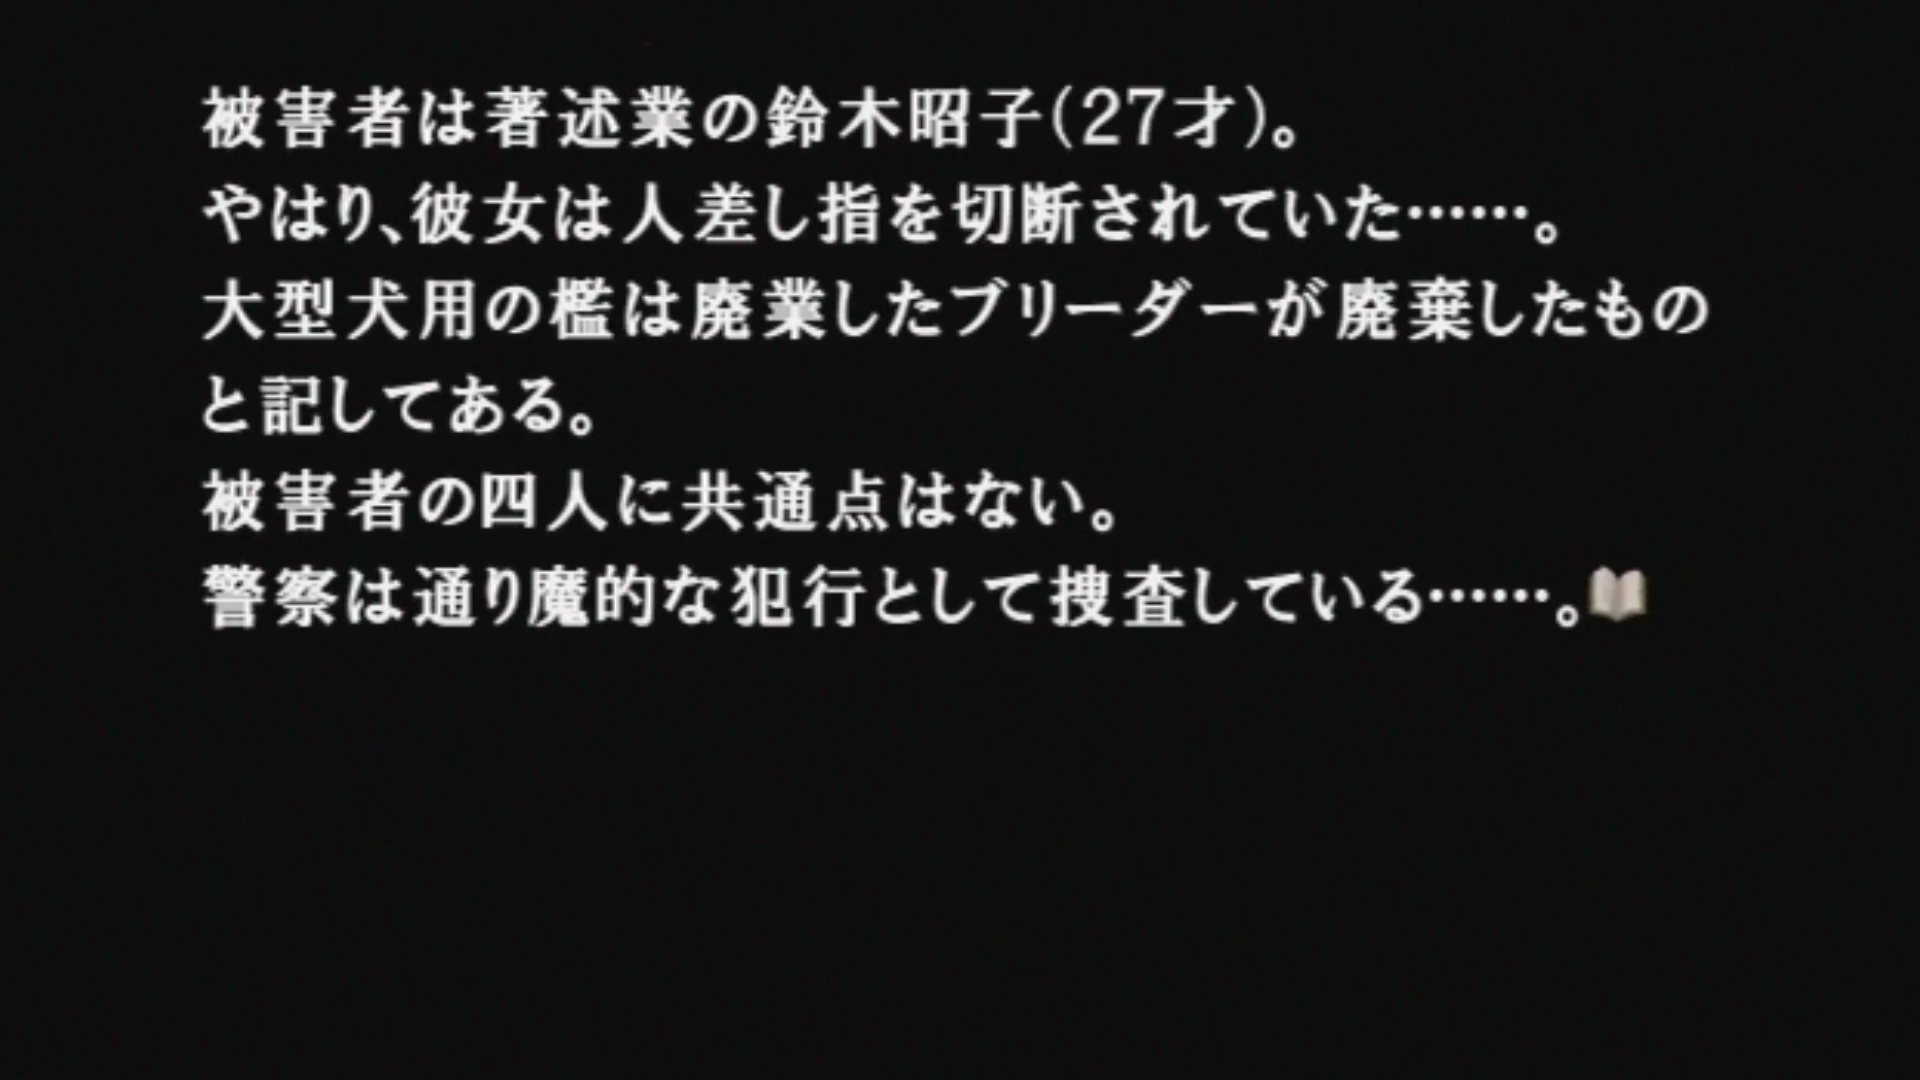 被害者は著述業の鈴木昭子(27才)。
やはり、彼女は人差し指を切断されていた……。
大型犬用の檻は廃業したブリーダーが廃棄したもの
と記してある。
被害者の四人に共通点はない。
警察は通り魔的な犯行として捜査している……。